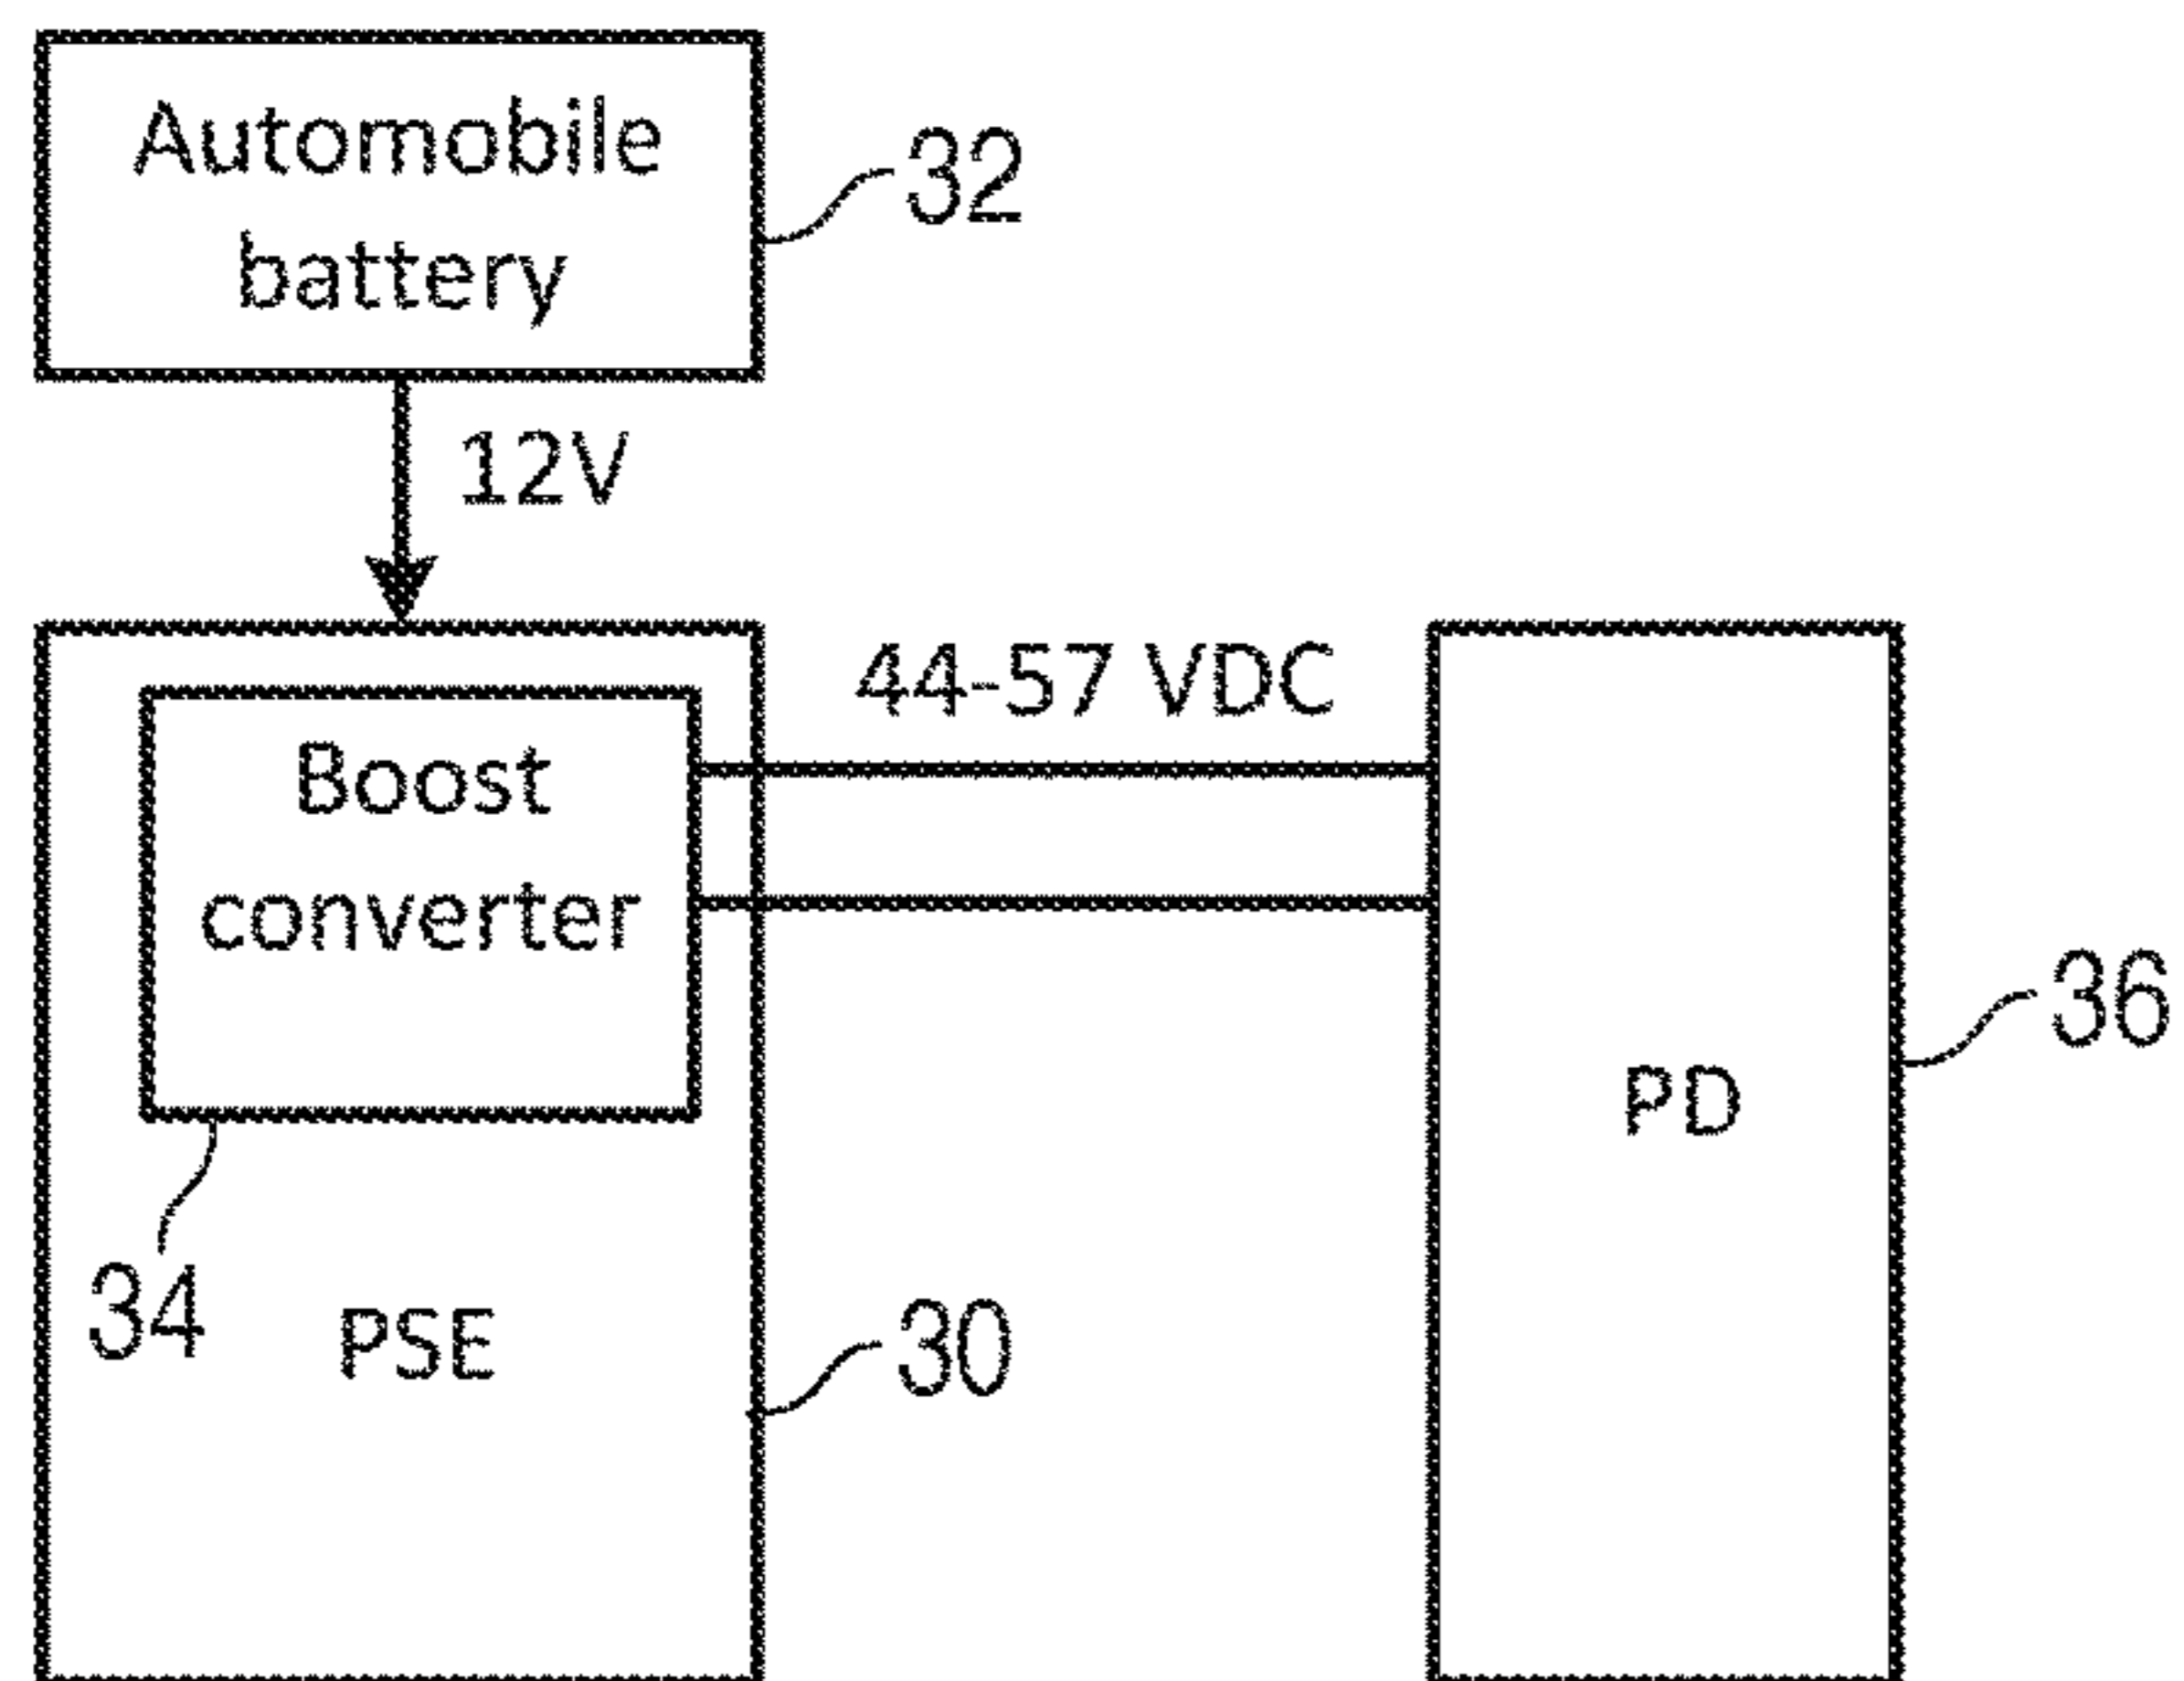 Automobile
battery
32
12V
44-57 VDC
Boost
converter
36
PD
34
PSE
30